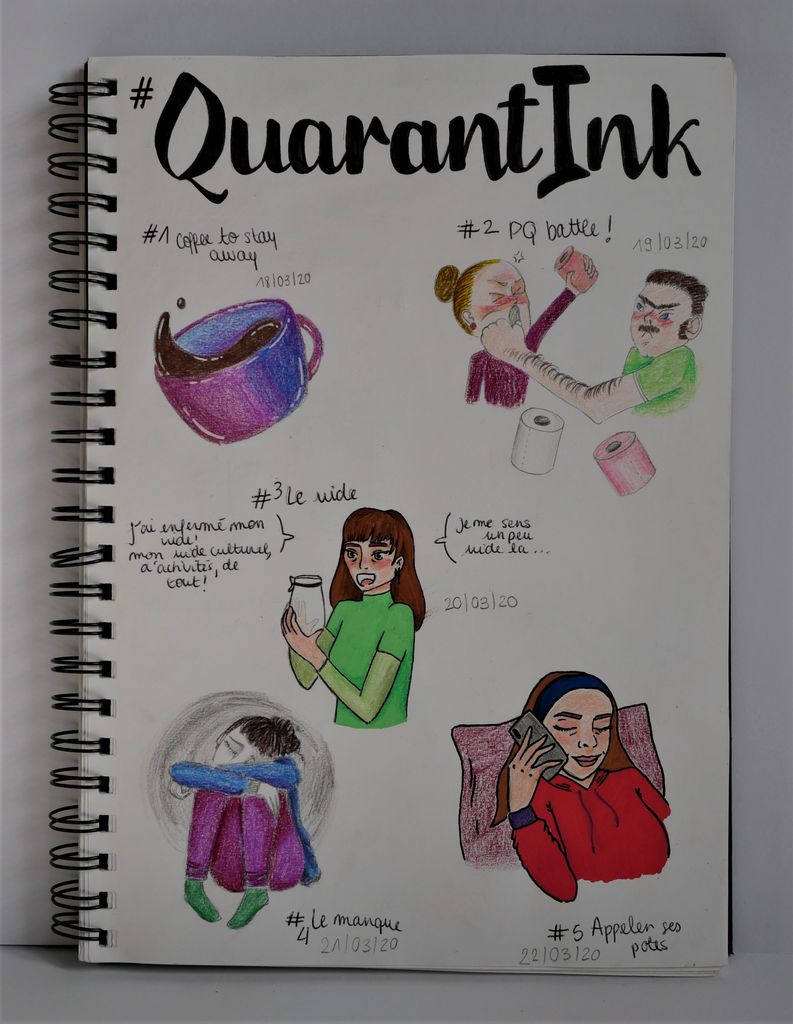 #QuarantInk
#1 coffee to stay
away
18/03/20
#2 PQ battle !
19/03/20
#3 Le vide
J'ai enfermé mon
vide!
mon vide culturel,
d'activités, de
tout!
Je me sens
un peu
vide là...
20/03/20
#4 Le manque
21/03/20
#5 Appeler ses
potes
22/03/20